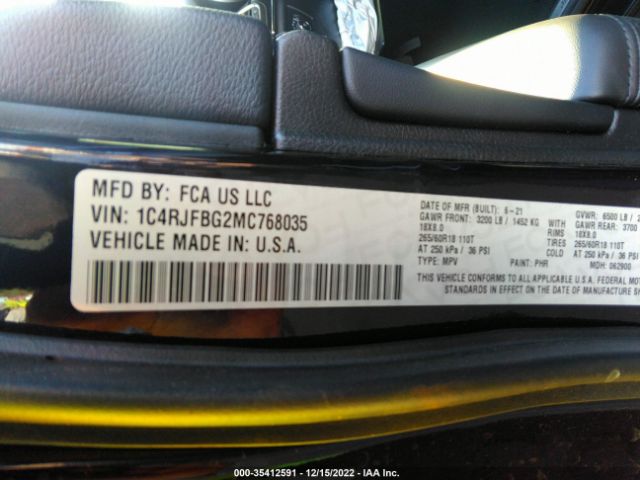 MFD BY: FCA US LLC
VIN: 1C4RJFBG2MC768035
VEHICLE MADE IN: U.S.A.
DATE OF MFR (BUILT): 6-21
GVWR: 6500 LB /
GAWR FRONT: 3200 LB / 1452 KG
GAWR REAR: 3700
18X8.0
RIMS 18X8.0
265/60R18 110T
TIRES 265/60R18 110T
AT 250 kPa / 36 PSI
COLD AT 250 kPa / 36 PSI
TYPE: MPV
PAINT: PHR
MDH: 062900
THIS VEHICLE CONFORMS TO ALL APPLICABLE U.S.A. FEDERAL
STANDARDS IN EFFECT ON THE DATE OF MANUFACTURE
000-35412591 - 12/15/2022 - IAA Inc.